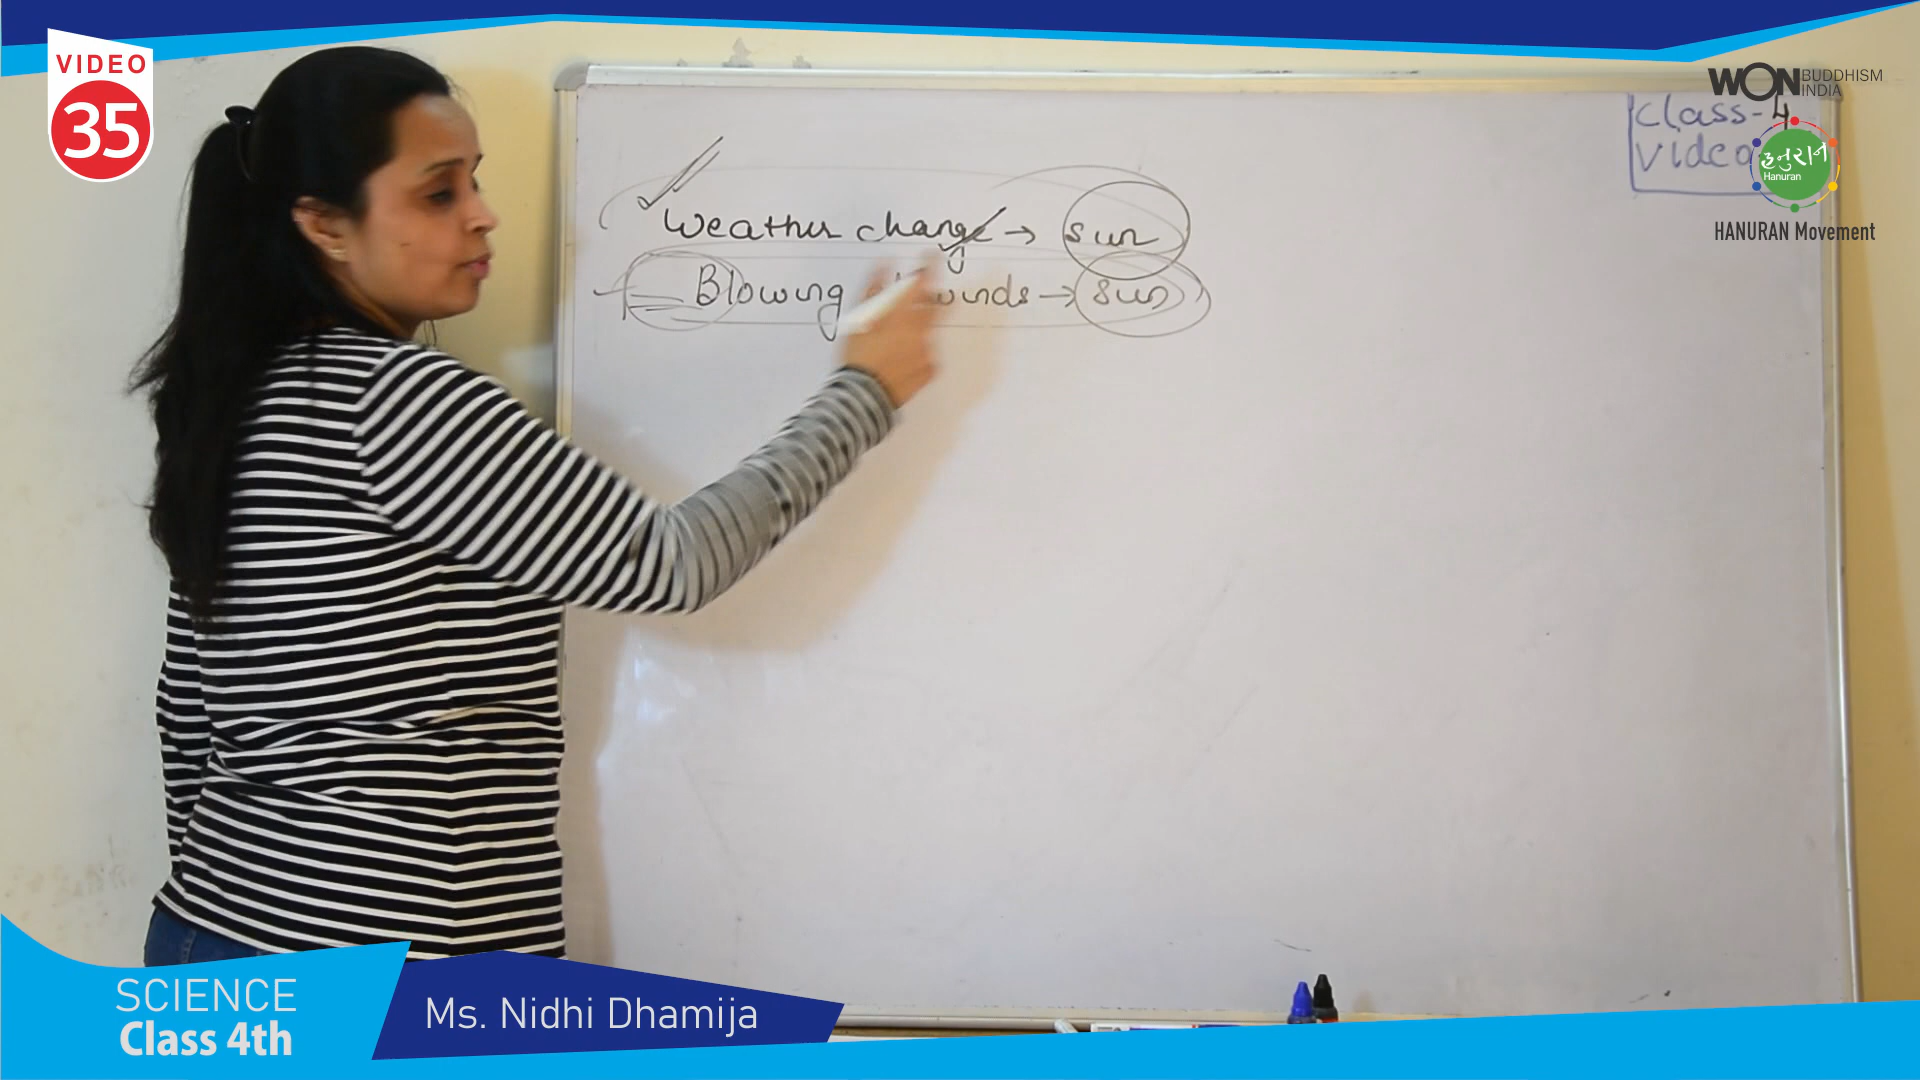 VIDEO
35
WON BUDDHISM INDIA
Class-4
Video
હનુરાન
Hanuran
HANURAN Movement
Weather change → sun
Blowing winds → sun
SCIENCE
Class 4th
Ms. Nidhi Dhamija